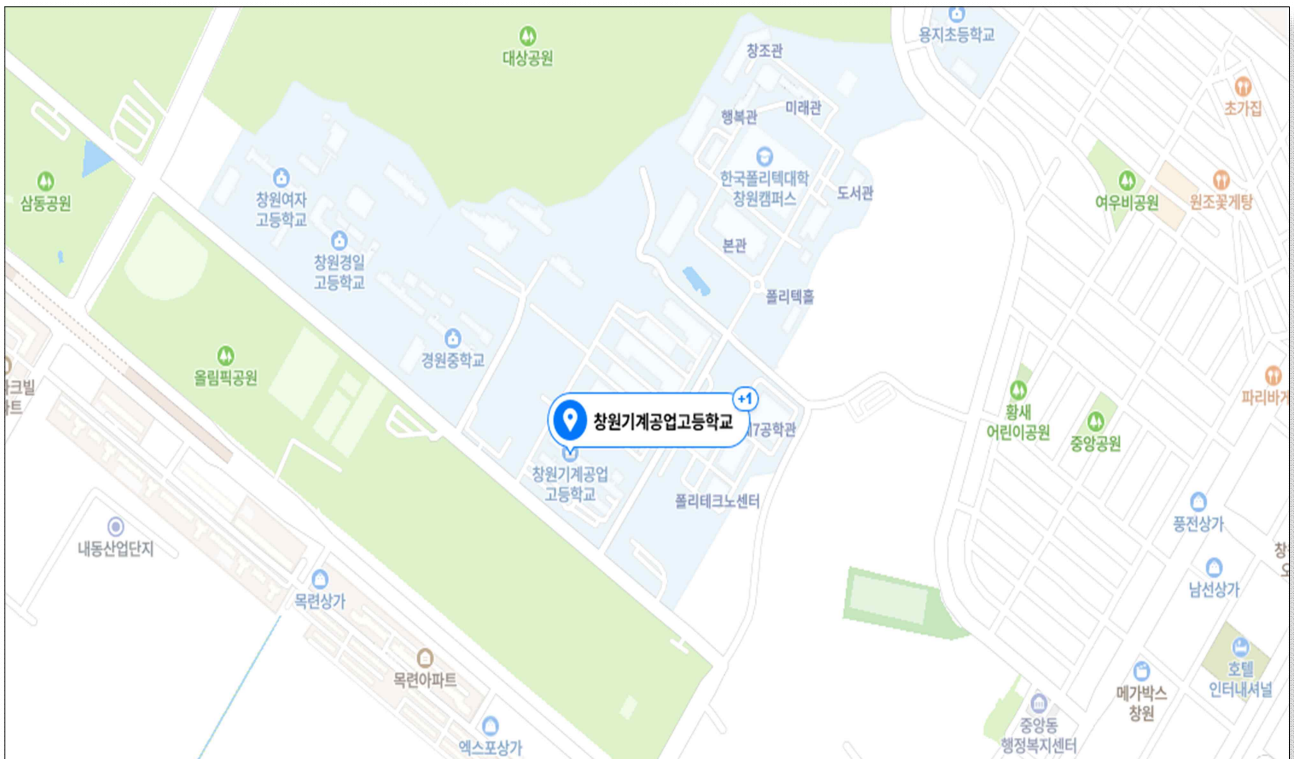 용지초등학교
창조관
대상공원
초가집
미래관
행복관
한국폴리텍대학
창원캠퍼스
도서관
삼동공원
창원여자
고등학교
여우비공원
원조꽃게탕
본관
창원경일
고등학교
폴리텍홀
경원중학교
올림픽공원
+1
창원기계공업고등학교
황새
어린이공원
중앙공원
창원기계공업
고등학교
폴리테크노센터
풍전상가
내동산업단지
남선상가
목련상가
호텔
인터내셔널
목련아파트
메가박스
창원
중앙동
행정복지센터
엑스포상가